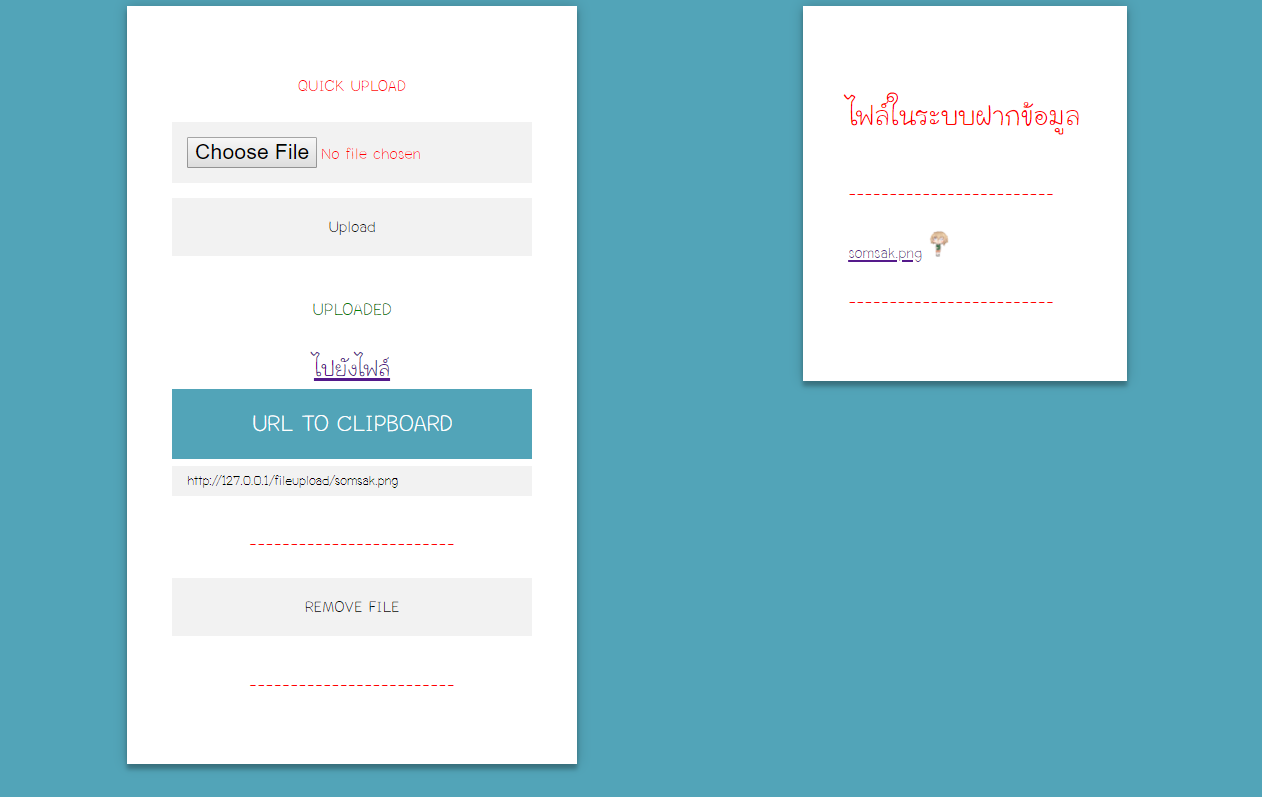 QUICK UPLOAD
Choose File No file chosen
Upload
UPLOADED
ไปยังไฟล์
URL TO CLIPBOARD
http://127.0.0.1/fileupload/somsak.png
-------------------------
REMOVE FILE
-------------------------
ไฟล์ในระบบฝากข้อมูล
-------------------------
somsak.png
-------------------------